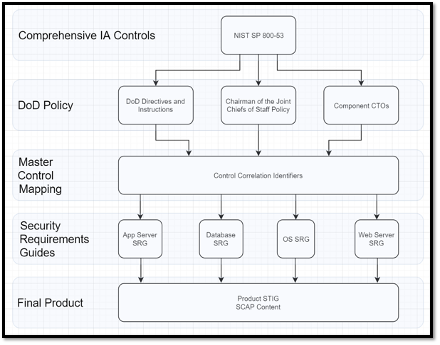 Comprehensive IA Controls
NIST SP 800-53
DoD Policy
DoD Directives and
Instructions
Chairman of the Joint
Chiefs of Staff Policy
Component CTOs
Master
Control
Mapping
Control Correlation Identifiers
Security
Requirements
Guides
App Server
SRG
Database
SRG
OS SRG
Web Server
SRG
Final Product
Product STIG
SCAP Content